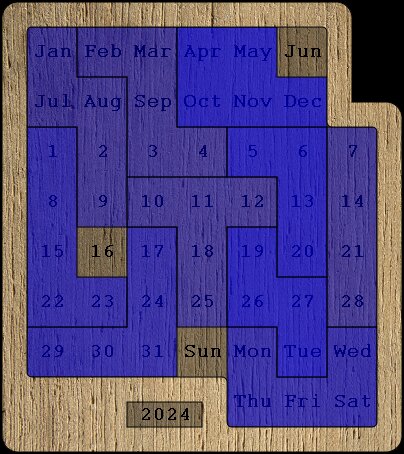 Jan Feb Mar Apr May Jun
Jul Aug Sep Oct Nov Dec
1 2 3 4 5 6 7
8 9 10 11 12 13 14
15 16 17 18 19 20 21
22 23 24 25 26 27 28
29 30 31 Sun Mon Tue Wed
Thu Fri Sat
2024